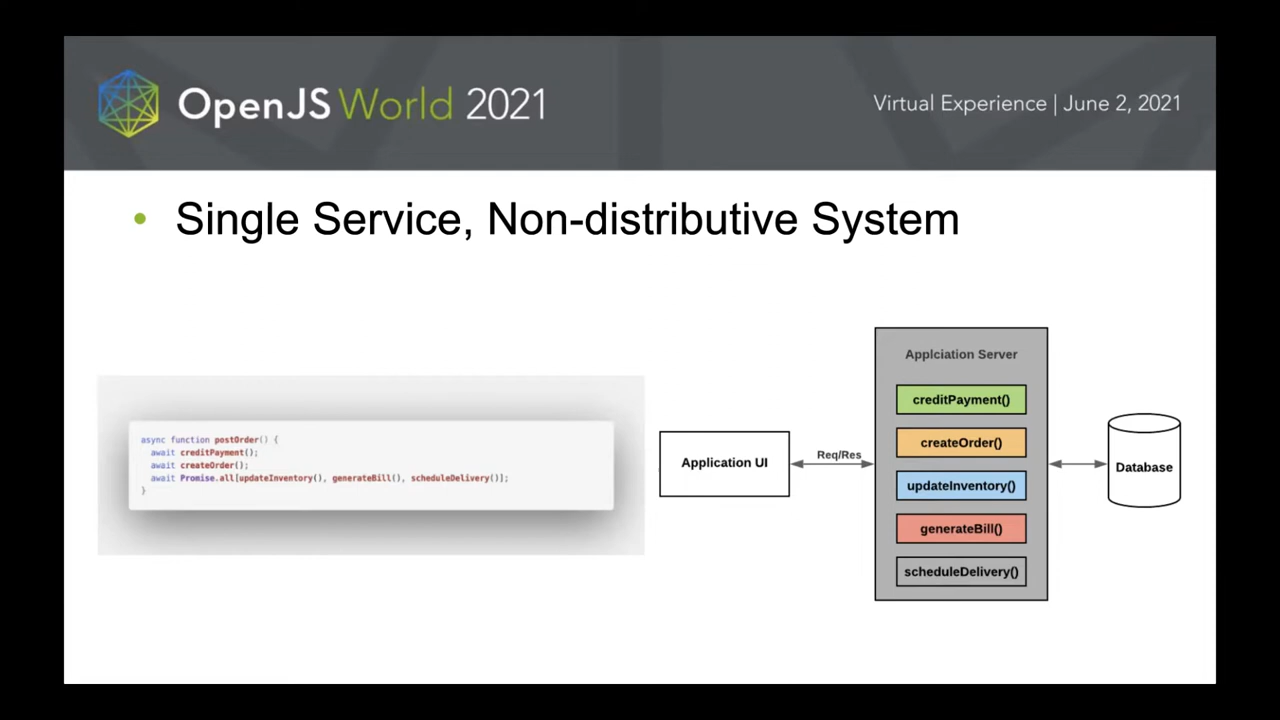 OpenJS World 2021
Virtual Experience | June 2, 2021
• Single Service, Non-distributive System
async function postOrder() {
await creditPayment();
await createOrder();
await Promise.all[updateInventory(), generateBill(), scheduleDelivery()];
}
Application UI
Req/Res
Applciation Server
creditPayment()
createOrder()
updateInventory()
generateBill()
scheduleDelivery()
Database